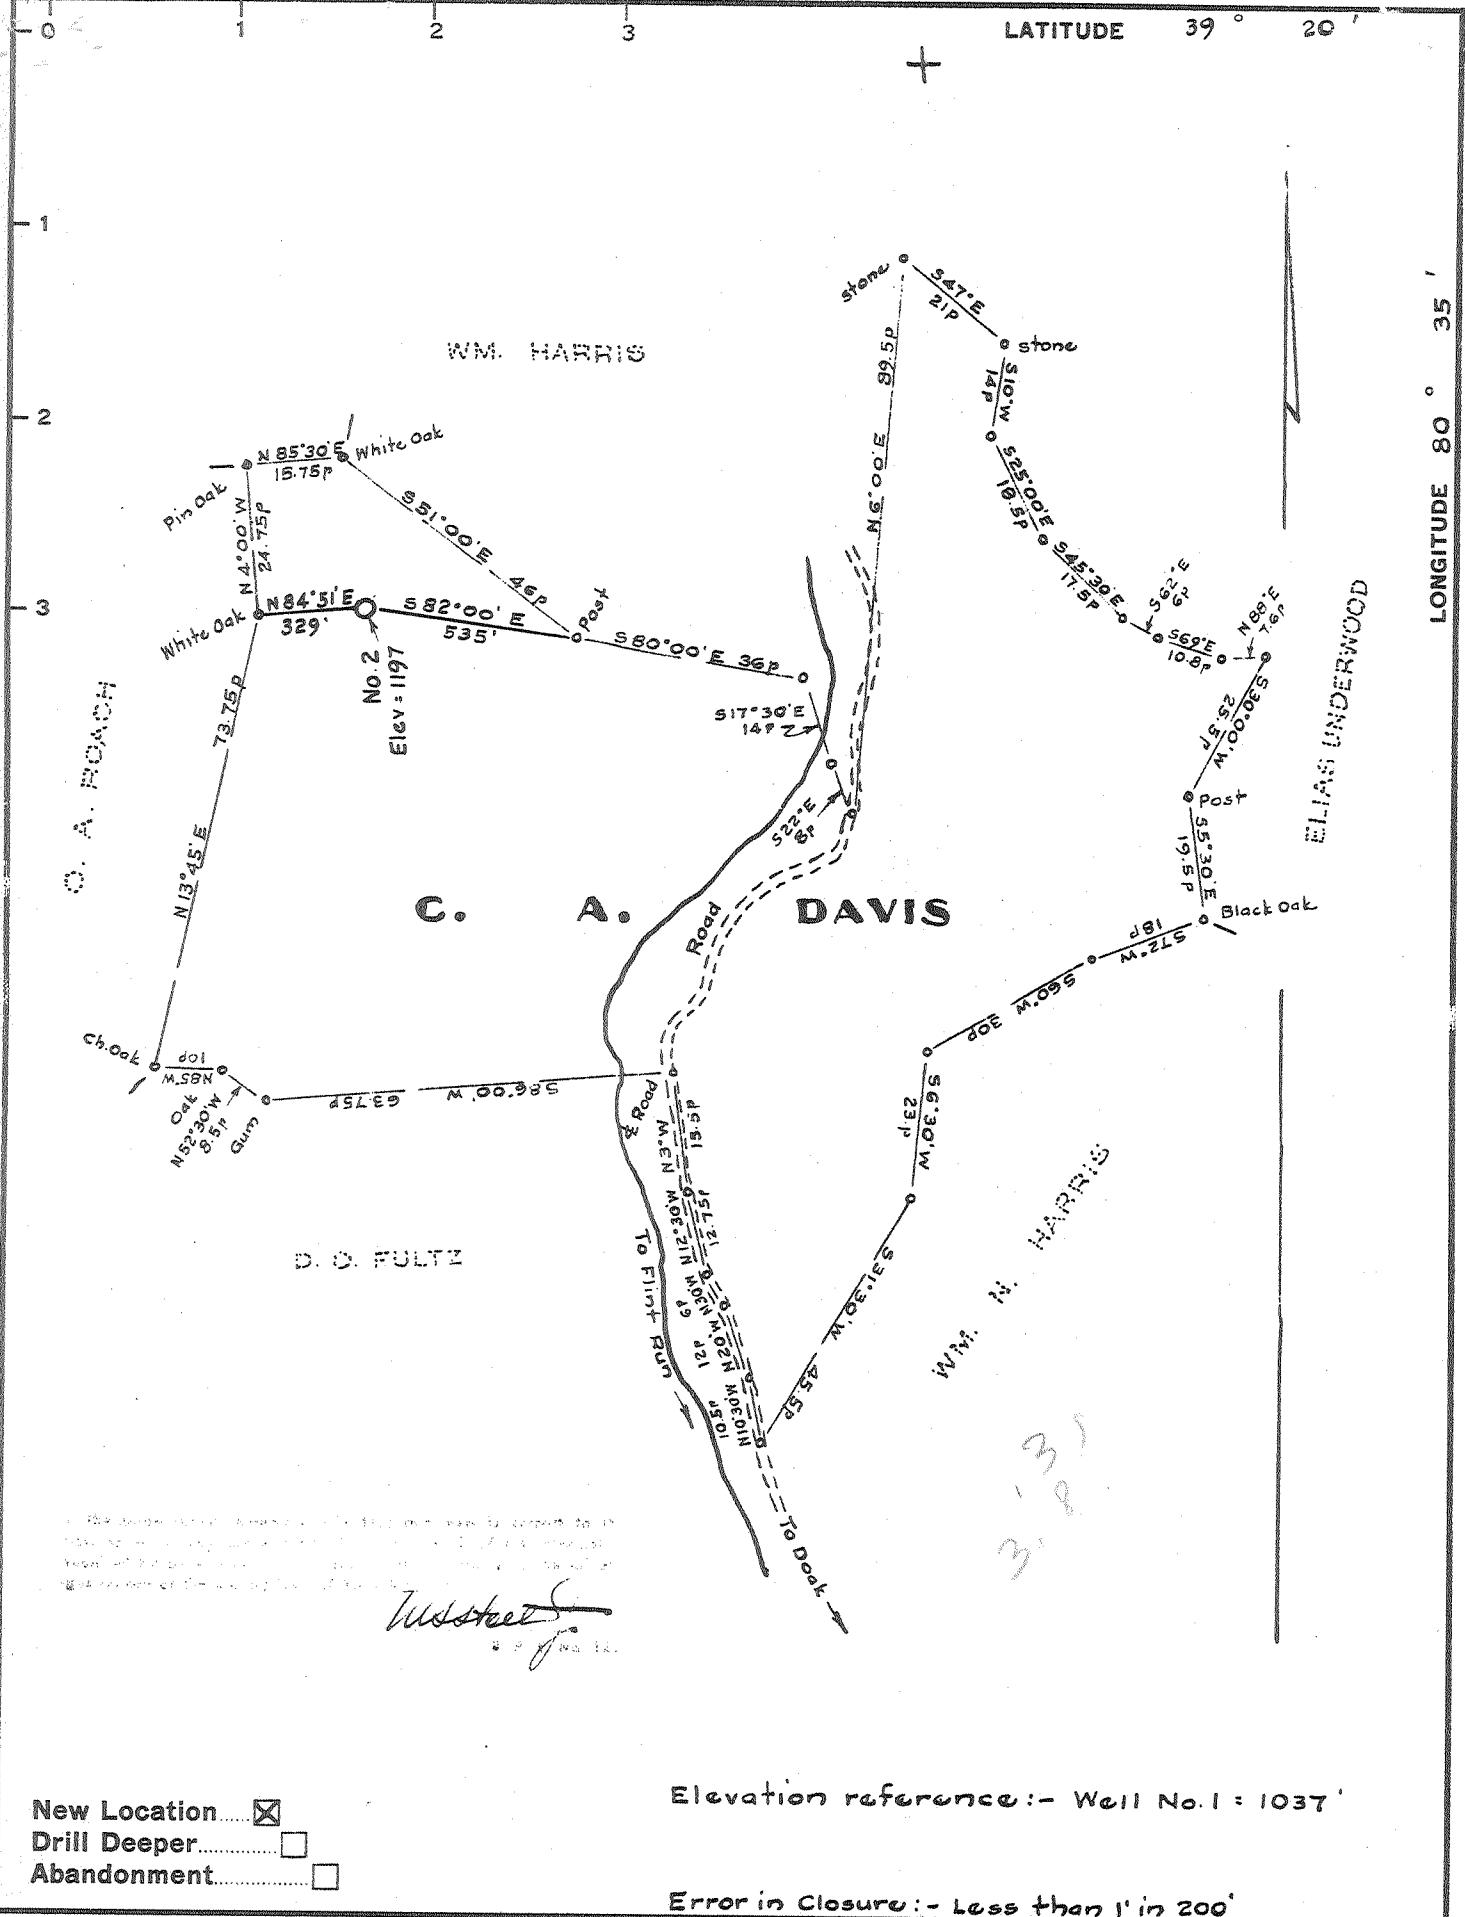 0 1 2 3 LATITUDE 39° 20'
1
2
3
LONGITUDE 80° 35'
Stone
S47°E
21P
Stone
S10°W
14P
S25°00'E
18.5P
S45°30'E
17.5P
S62°E
6P
S69°E
10.8P
N88°E
7.6P
S30°00'W
25.5P
Post
S5°30'E
19.5P
Black Oak
S72°W
18P
S60°W
30P
S6°30'W
23P
S31°30'W
45.5P
89.5P
N6°00'E
WM. HARRIS
N85°30'E
15.75P
White Oak
Pin Oak
N4°00'W
24.75P
S51°00'E
46P
Post
White Oak
N84°51'E
329'
S82°00'E
535'
No.2
Elev = 1197
S80°00'E 36P
S17°30'E
14P
S22°E
8P
O. A. ROACH
73.75P
N13°45'E
ELIAS UNDERWOOD
C. A. DAVIS
Road
10P
N85°W
Oak
N52°30'W
8.5P
Gum
63.75P
S86°00'W
& Road
N3°W
N12°30'W
12.75P
N30°W
6P
N20°W
12P
N10°30'W
10.5P
D. O. FULTZ
To Flint Run
WM. N. HARRIS
To Doak
New Location ☒
Drill Deeper ☐
Abandonment ☐
Elevation reference:- Well No.1 = 1037'
Error in Closure:- Less than 1' in 200'